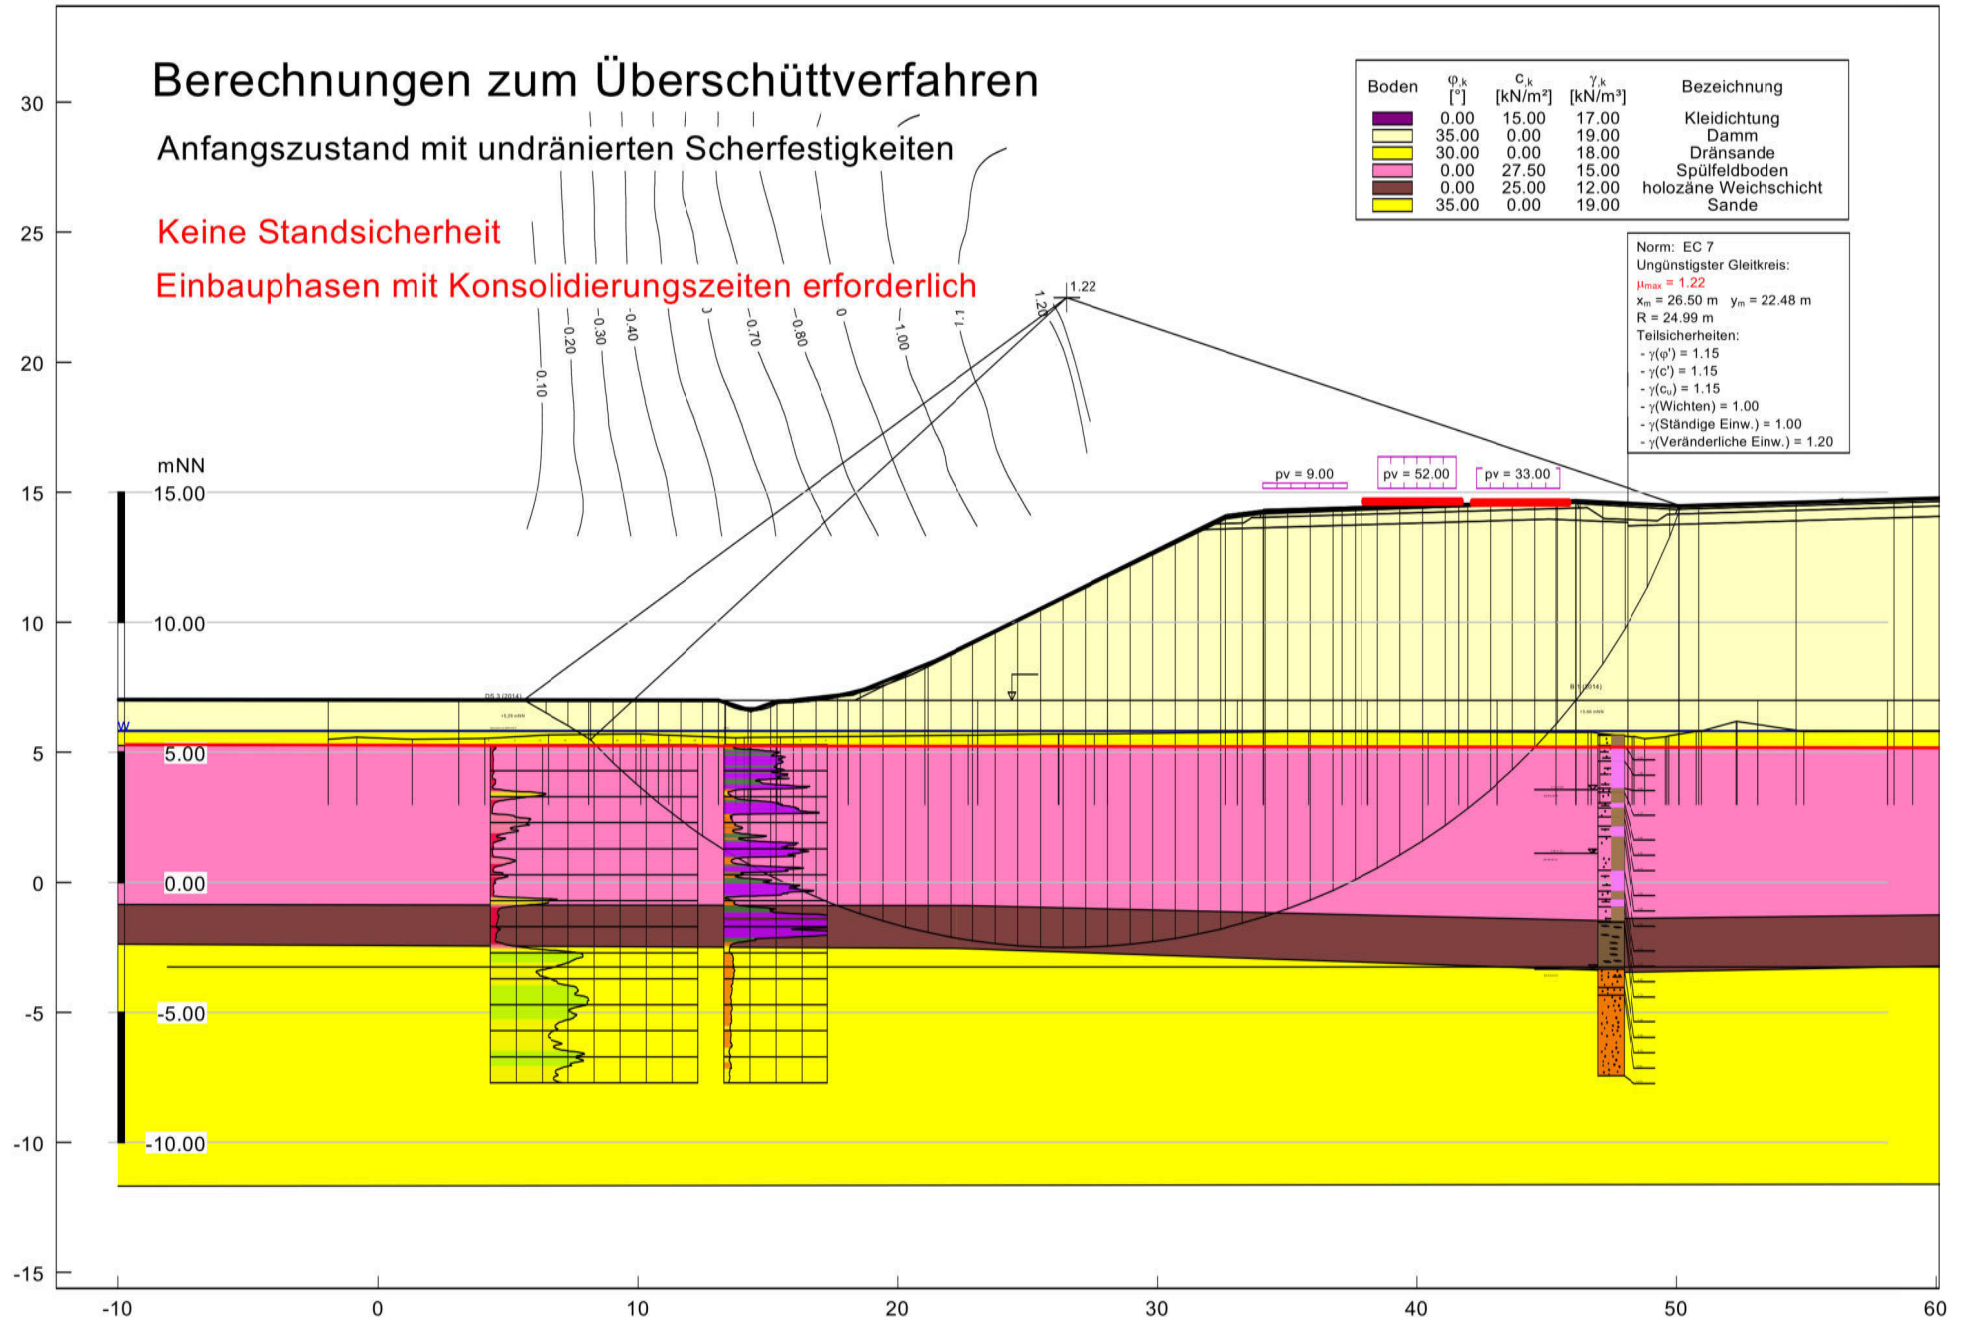 Berechnungen zum Überschüttverfahren
Anfangszustand mit undränierten Scherfestigkeiten
Keine Standsicherheit
Einbauphasen mit Konsolidierungszeiten erforderlich
Boden φ,k [°] c,k [kN/m²] γ,k [kN/m³] Bezeichnung
0.00 15.00 17.00 Kleidichtung
35.00 0.00 19.00 Damm
30.00 0.00 18.00 Dränsande
0.00 27.50 15.00 Spülfeldboden
0.00 25.00 12.00 holozäne Weichschicht
35.00 0.00 19.00 Sande
Norm: EC 7
Ungünstigster Gleitkreis:
μmax = 1.22
xm = 26.50 m ym = 22.48 m
R = 24.99 m
Teilsicherheiten:
- γ(φ') = 1.15
- γ(c') = 1.15
- γ(cu) = 1.15
- γ(Wichten) = 1.00
- γ(Ständige Einw.) = 1.00
- γ(Veränderliche Einw.) = 1.20
1.22
1.20
0.10
0.20
0.30
0.40
0.70
0.80
1.00
pv = 9.00
pv = 52.00
pv = 33.00
mNN
15.00
10.00
5.00
0.00
-5.00
-10.00
W
DS 3 (2014)
30
25
20
15
10
5
0
-5
-10
-15
-10 0 10 20 30 40 50 60